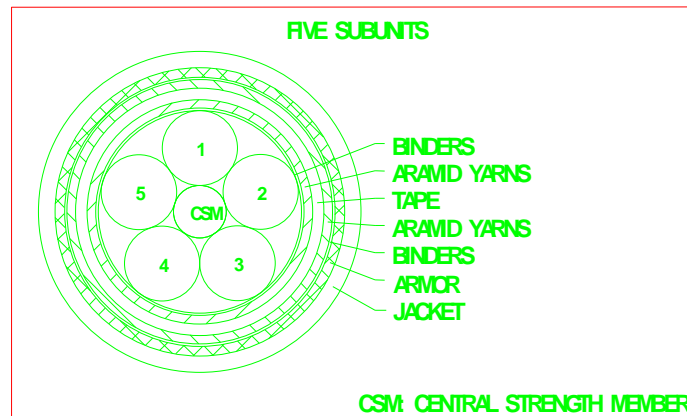 FIVE SUBUNITS
1
5
2
CSM
4
3
BINDERS
ARAMID YARNS
TAPE
ARAMID YARNS
BINDERS
ARMOR
JACKET
CSM: CENTRAL STRENGTH MEMBER